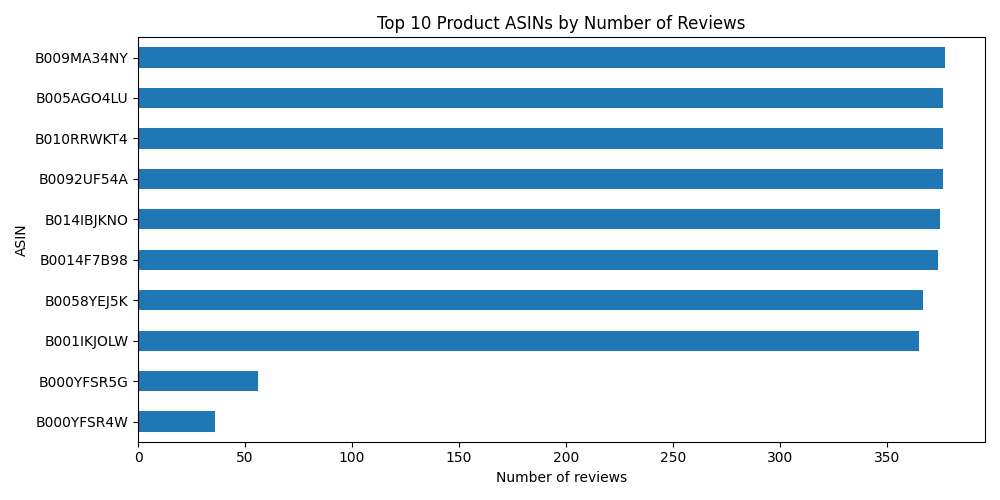 Top 10 Product ASINs by Number of Reviews
B009MA34NY
B005AGO4LU
B010RRWKT4
B0092UF54A
B014IBJKNO
B0014F7B98
B0058YEJ5K
B001IKJOLW
B000YFSR5G
B000YFSR4W
ASIN
0 50 100 150 200 250 300 350
Number of reviews